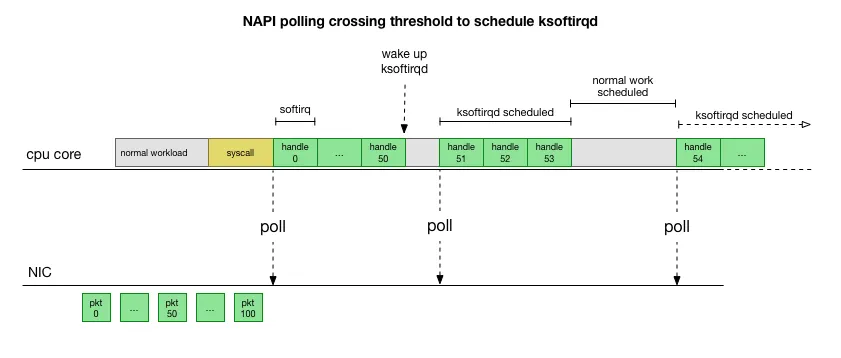 NAPI polling crossing threshold to schedule ksoftirqd
wake up
ksoftirqd
normal work
scheduled
softirq
ksoftirqd scheduled
ksoftirqd scheduled
cpu core
normal workload
syscall
handle
0
...
handle
50
handle
51
handle
52
handle
53
handle
54
...
poll
poll
poll
NIC
pkt
0
...
pkt
50
...
pkt
100